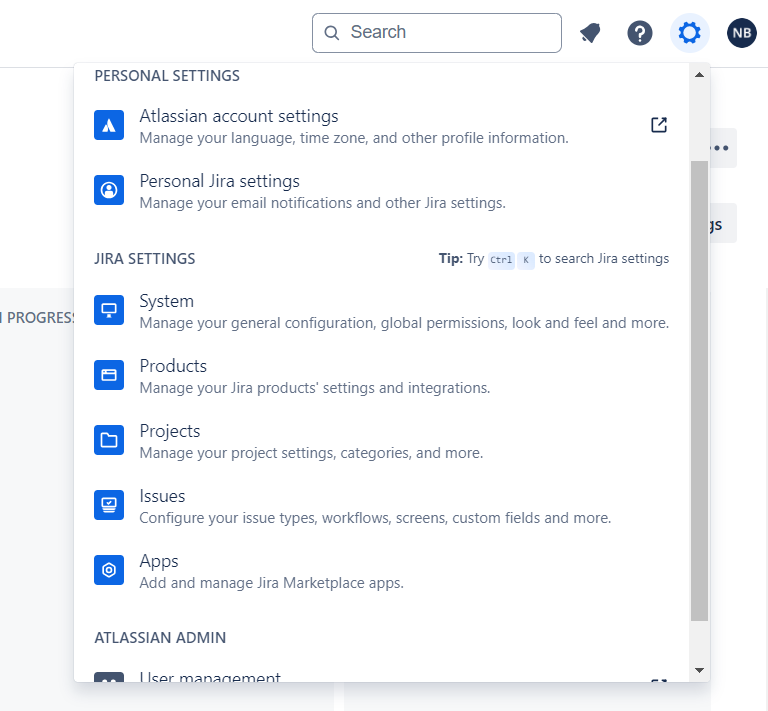 Search
NB
PERSONAL SETTINGS
Atlassian account settings
Manage your language, time zone, and other profile information.
Personal Jira settings
Manage your email notifications and other Jira settings.
JIRA SETTINGS
Tip: Try Ctrl K to search Jira settings
System
Manage your general configuration, global permissions, look and feel and more.
PROGRESS
Products
Manage your Jira products' settings and integrations.
Projects
Manage your project settings, categories, and more.
Issues
Configure your issue types, workflows, screens, custom fields and more.
Apps
Add and manage Jira Marketplace apps.
ATLASSIAN ADMIN
User management